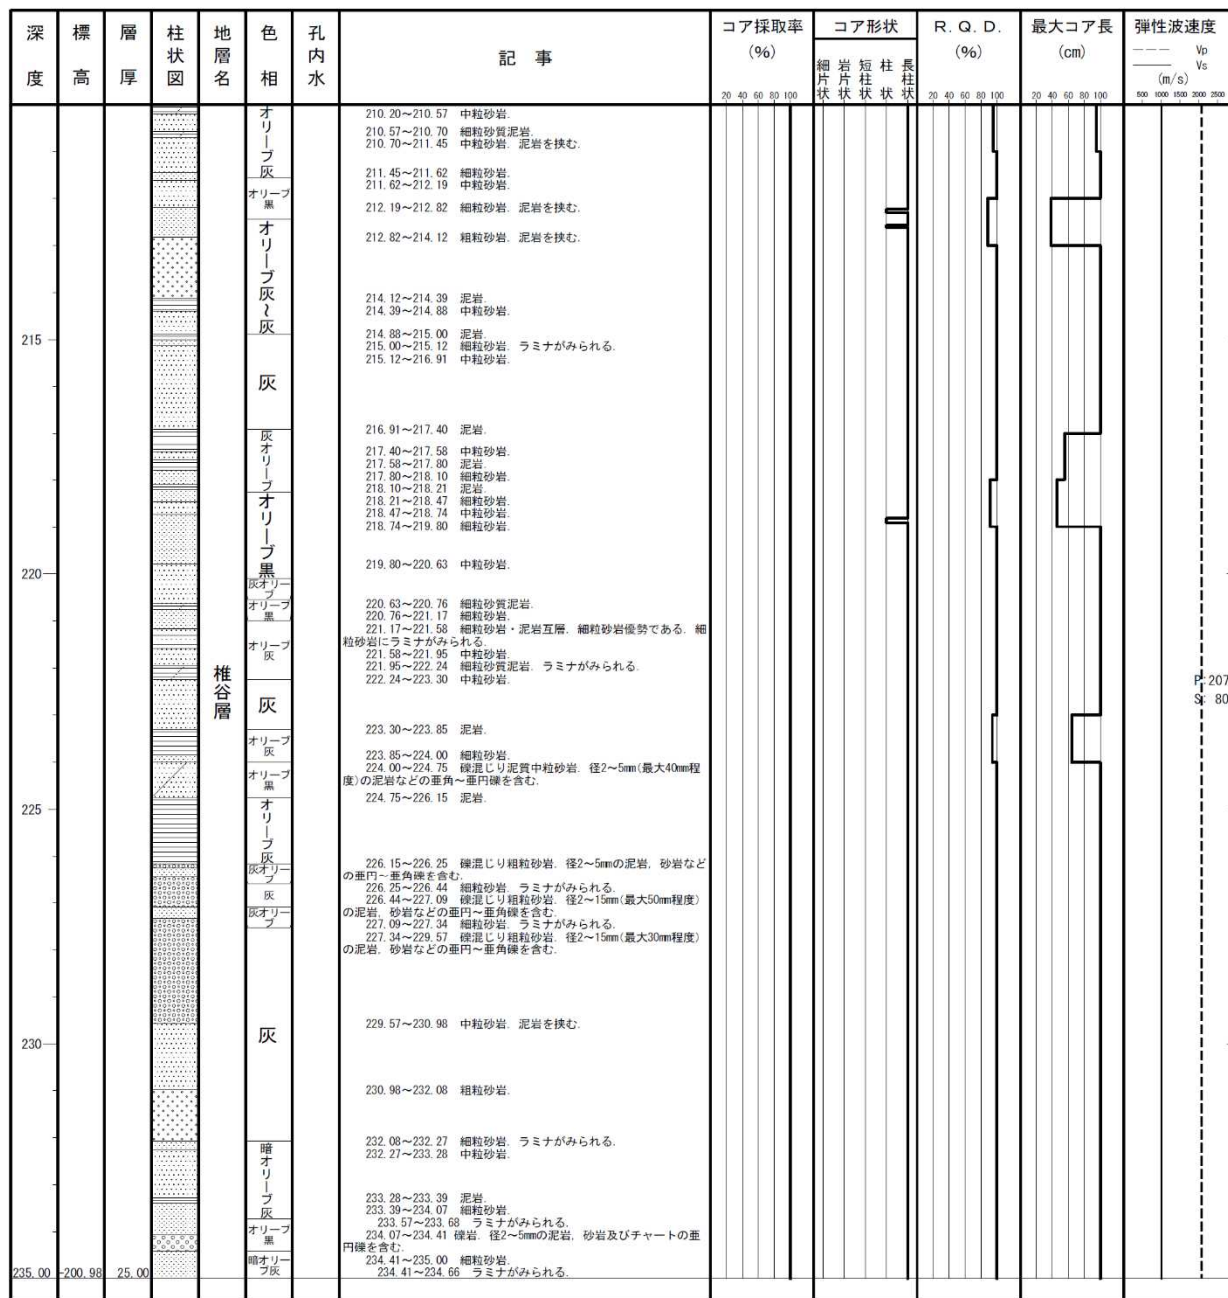 深度
標高
層厚
柱状図
地層名
色相
孔内水
記 事
コア採取率
(%)
20 40 60 80 100
コア形状
細片状
岩片状
短柱状
柱状
長柱状
R. Q. D.
(%)
20 40 60 80 100
最大コア長
(cm)
20 40 60 80 100
弾性波速度
Vp
Vs
(m/s)
500 1000 1500 2000 2500
オリーブ灰
オリーブ黒
オリーブ灰~灰
灰
灰オリーブ
オリーブ黒
灰オリーブ
オリーブ黒
オリーブ灰
灰
オリーブ灰
オリーブ黒
オリーブ灰
灰オリーブ
灰
灰オリーブ
灰
暗オリーブ灰
オリーブ黒
暗オリーブ灰
椎谷層
215
220
225
230
235.00 -200.98 25.00
210.20~210.57 中粒砂岩.
210.57~210.70 細粒砂質泥岩.
210.70~211.45 中粒砂岩. 泥岩を挟む.
211.45~211.62 細粒砂岩.
211.62~212.19 中粒砂岩.
212.19~212.82 細粒砂岩. 泥岩を挟む.
212.82~214.12 粗粒砂岩. 泥岩を挟む.
214.12~214.39 泥岩.
214.39~214.88 中粒砂岩.
214.88~215.00 泥岩.
215.00~215.12 細粒砂岩. ラミナがみられる.
215.12~216.91 中粒砂岩.
216.91~217.40 泥岩.
217.40~217.58 中粒砂岩.
217.58~217.80 泥岩.
217.80~218.10 細粒砂岩.
218.10~218.21 泥岩.
218.21~218.47 細粒砂岩.
218.47~218.74 中粒砂岩.
218.74~219.80 細粒砂岩.
219.80~220.63 中粒砂岩.
220.63~220.76 細粒砂質泥岩.
220.76~221.17 細粒砂岩.
221.17~221.58 細粒砂岩・泥岩互層. 細粒砂岩優勢である. 細
粒砂岩にラミナがみられる.
221.58~221.95 中粒砂岩.
221.95~222.24 細粒砂質泥岩. ラミナがみられる.
222.24~223.30 中粒砂岩.
223.30~223.85 泥岩.
223.85~224.00 細粒砂岩.
224.00~224.75 礫混じり泥質中粒砂岩. 径2~5mm(最大40mm程
度)の泥岩などの亜角~亜円礫を含む.
224.75~226.15 泥岩.
226.15~226.25 礫混じり粗粒砂岩. 径2~5mmの泥岩, 砂岩など
の亜円~亜角礫を含む.
226.25~226.44 細粒砂岩. ラミナがみられる.
226.44~227.09 礫混じり粗粒砂岩. 径2~15mm(最大50mm程度)
の泥岩, 砂岩などの亜円~亜角礫を含む.
227.09~227.34 細粒砂岩. ラミナがみられる.
227.34~229.57 礫混じり粗粒砂岩. 径2~15mm(最大30mm程度)
の泥岩, 砂岩などの亜円~亜角礫を含む.
229.57~230.98 中粒砂岩. 泥岩を挟む.
230.98~232.08 粗粒砂岩.
232.08~232.27 細粒砂岩. ラミナがみられる.
232.27~233.28 中粒砂岩.
233.28~233.39 泥岩.
233.39~234.07 細粒砂岩.
233.57~233.68 ラミナがみられる.
234.07~234.41 礫岩. 径2~5mmの泥岩, 砂岩及びチャートの亜
円礫を含む.
234.41~235.00 細粒砂岩.
234.41~234.66 ラミナがみられる.
P:207
S: 80